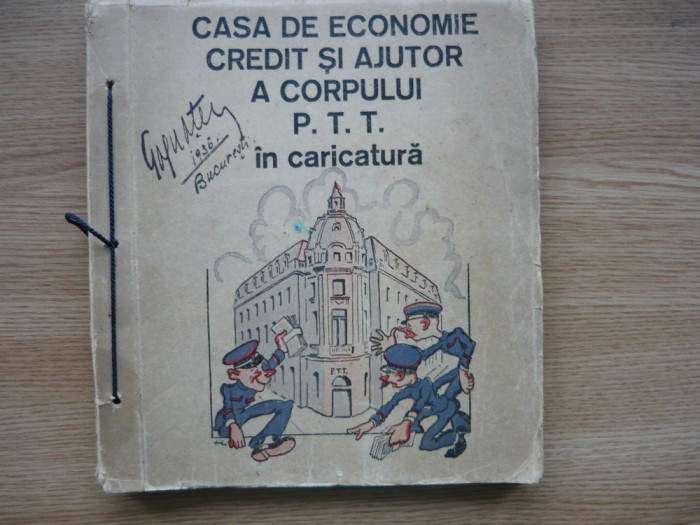 CASA DE ECONOMIE
CREDIT ȘI AJUTOR
A CORPULUI
P. T. T.
în caricatură
1936.
București
P.T.T.